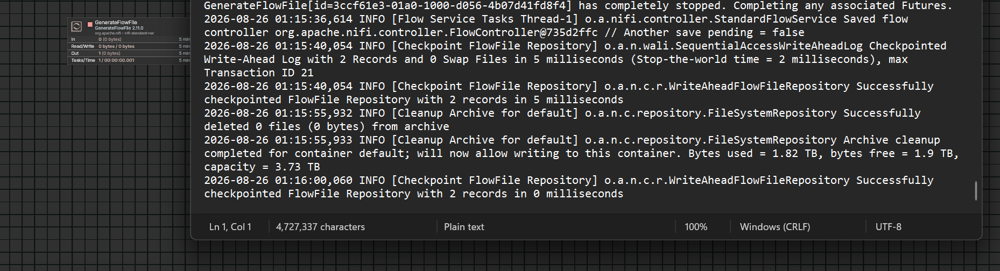 GenerateFlowFile
GenerateFlowFile 2.11.0
org.apache.nifi - nifi-standard-nar
In 0 (0 bytes) 5 min
Read/Write 0 bytes / 0 bytes 5 min
Out 1 (0 bytes) 5 min
Tasks/Time 1 / 00:00:00.001 5 min
GenerateFlowFile[id=3ccf61e3-01a0-1000-d056-4b07d41fd8f4] has completely stopped. Completing any associated Futures.
2026-08-26 01:15:36,614 INFO [Flow Service Tasks Thread-1] o.a.nifi.controller.StandardFlowService Saved flow
controller org.apache.nifi.controller.FlowController@735d2ffc // Another save pending = false
2026-08-26 01:15:40,054 INFO [Checkpoint FlowFile Repository] o.a.n.wali.SequentialAccessWriteAheadLog Checkpointed
Write-Ahead Log with 2 Records and 0 Swap Files in 5 milliseconds (Stop-the-world time = 2 milliseconds), max
Transaction ID 21
2026-08-26 01:15:40,054 INFO [Checkpoint FlowFile Repository] o.a.n.c.r.WriteAheadFlowFileRepository Successfully
checkpointed FlowFile Repository with 2 records in 5 milliseconds
2026-08-26 01:15:55,932 INFO [Cleanup Archive for default] o.a.n.c.repository.FileSystemRepository Successfully
deleted 0 files (0 bytes) from archive
2026-08-26 01:15:55,933 INFO [Cleanup Archive for default] o.a.n.c.repository.FileSystemRepository Archive cleanup
completed for container default; will now allow writing to this container. Bytes used = 1.82 TB, bytes free = 1.9 TB,
capacity = 3.73 TB
2026-08-26 01:16:00,060 INFO [Checkpoint FlowFile Repository] o.a.n.c.r.WriteAheadFlowFileRepository Successfully
checkpointed FlowFile Repository with 2 records in 0 milliseconds
Ln 1, Col 1 4,727,337 characters Plain text 100% Windows (CRLF) UTF-8